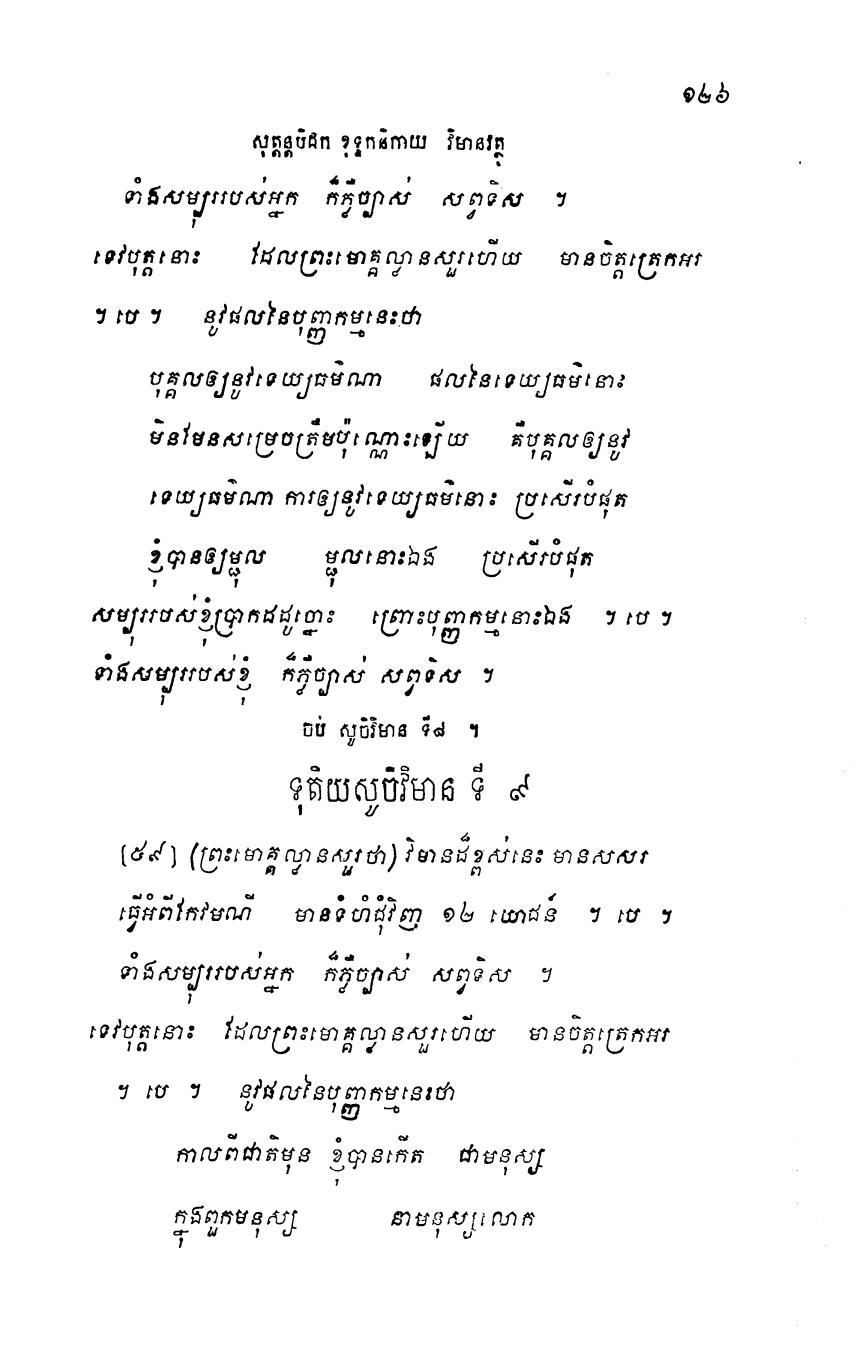 ១២៦
សុត្តន្តបិដក ខុទ្ទកនិកាយ វិមានវត្ថុ
ទាំងសម្បុររបស់អ្នក ក៏ភ្លឺច្បាស់ សព្វទិស ។
ទេវបុត្តនោះ ដែលព្រះមោគ្គល្លានសួរហើយ មានចិត្តត្រេកអរ
។ បេ ។ នូវផលនៃបុញ្ញកម្មនេះថា
បុគ្គលឲ្យនូវទេយ្យធម៌ណា ផលនៃទេយ្យធម៌នោះ
មិនមែនសម្រេចត្រឹមប៉ុណ្ណោះឡើយ គឺបុគ្គលឲ្យនូវ
ទេយ្យធម៌ណា ការឲ្យនូវទេយ្យធម៌នោះ ប្រសើរបំផុត
ខ្ញុំបានឲ្យម្ជុល ម្ជុលនោះឯង ប្រសើរបំផុត
សម្បុររបស់ខ្ញុំប្រាកដដូច្នោះ ព្រោះបុញ្ញកម្មនោះឯង ។ បេ ។
ទាំងសម្បុររបស់ខ្ញុំ ក៏ភ្លឺច្បាស់ សព្វទិស ។
ចប់ សូចិវិមាន ទី៨ ។
ទុតិយសូចិវិមាន ទី ៩
[៥៩] (ព្រះមោគ្គល្លានសួរថា) វិមានដ៏ខ្ពស់នេះ មានសសរ
ធ្វើអំពីកែវមណី មានទំហំជុំវិញ ១២ យោជន៍ ។ បេ ។
ទាំងសម្បុររបស់អ្នក ក៏ភ្លឺច្បាស់ សព្វទិស ។
ទេវបុត្តនោះ ដែលព្រះមោគ្គល្លានសួរហើយ មានចិត្តត្រេកអរ
។ បេ ។ នូវផលនៃបុញ្ញកម្មនេះថា
កាលពីជាតិមុន ខ្ញុំបានកើត ជាមនុស្ស
ក្នុងពួកមនុស្ស នាមនុស្សលោក